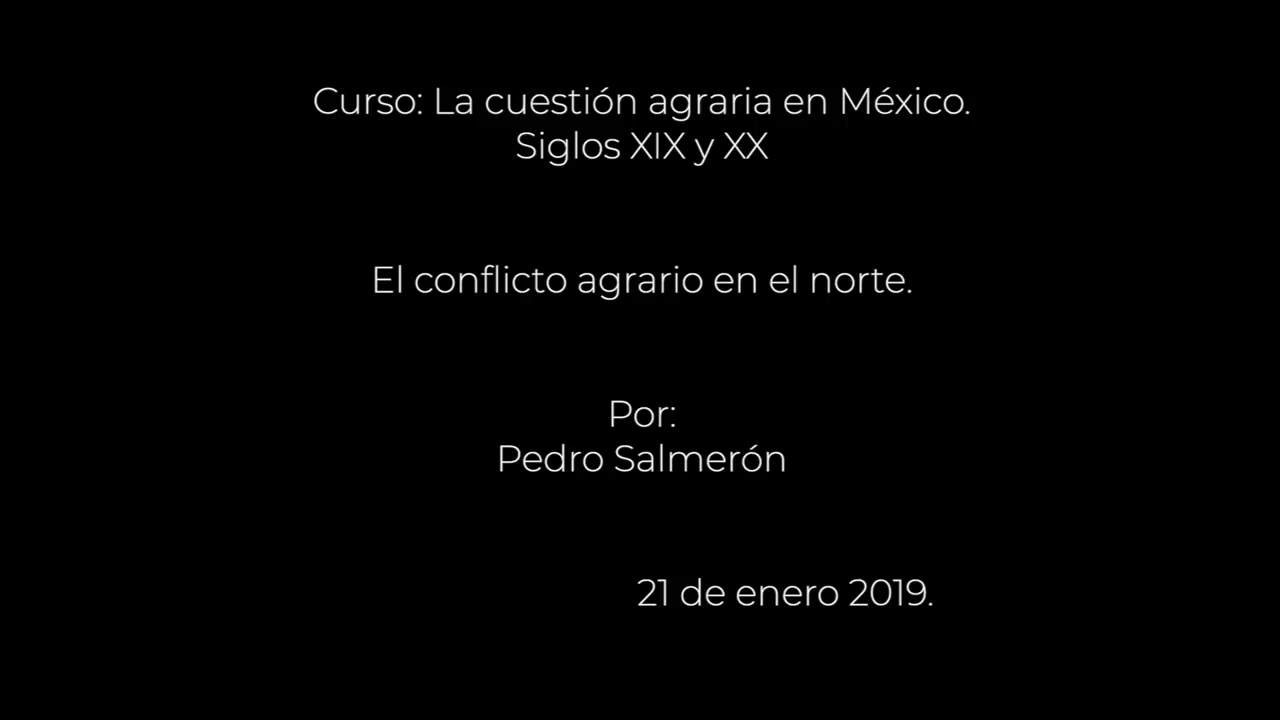 Curso: La cuestión agraria en México.
Siglos XIX y XX
El conflicto agrario en el norte.
Por:
Pedro Salmerón
21 de enero 2019.